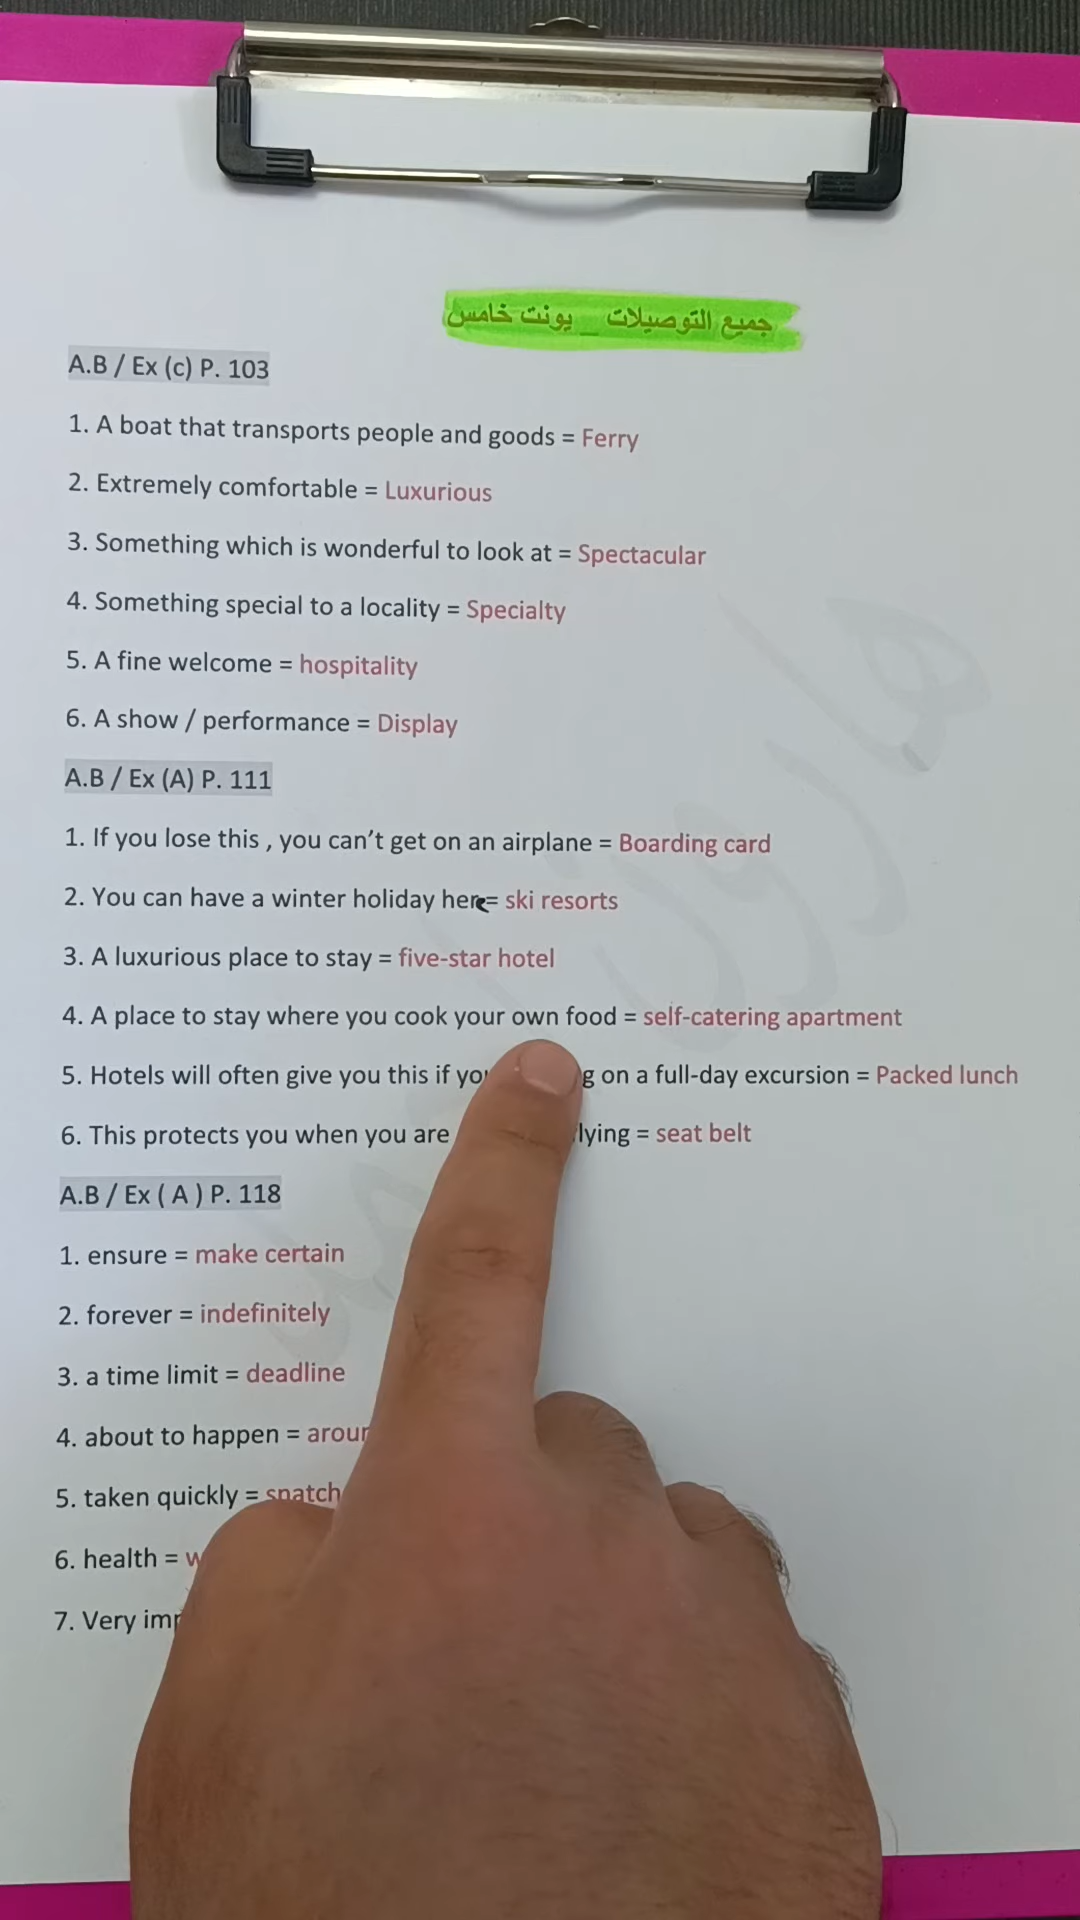 جميع التوصيلات _ يونت خامس
A.B / Ex (c) P. 103
1. A boat that transports people and goods = Ferry
2. Extremely comfortable = Luxurious
3. Something which is wonderful to look at = Spectacular
4. Something special to a locality = Specialty
5. A fine welcome = hospitality
6. A show / performance = Display
A.B / Ex (A) P. 111
1. If you lose this , you can’t get on an airplane = Boarding card
2. You can have a winter holiday here= ski resorts
3. A luxurious place to stay = five-star hotel
4. A place to stay where you cook your own food = self-catering apartment
5. Hotels will often give you this if on a full-day excursion = Packed lunch
6. This protects you when you are = seat belt
A.B / Ex ( A ) P. 118
1. ensure = make certain
2. forever = indefinitely
3. a time limit = deadline
4. about to happen =
5. taken quickly = snatch
6. health =
7. Very